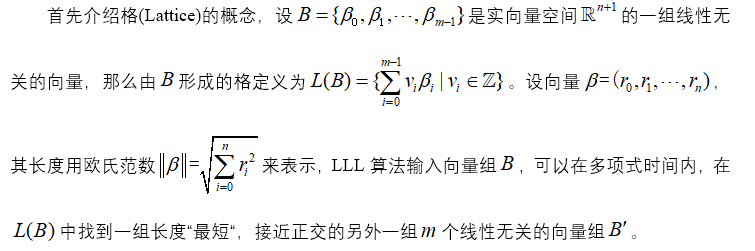 首先介绍格(Lattice)的概念，设 $B=\{\beta_0,\beta_1,\cdots,\beta_{m-1}\}$ 是实向量空间 $\mathbb{R}^{n+1}$ 的一组线性无
关的向量，那么由 $B$ 形成的格定义为 $L(B)=\{\sum_{i=0}^{m-1} v_i\beta_i \mid v_i\in\mathbb{Z}\}$。设向量 $\beta=(r_0,r_1,\cdots,r_n)$，
其长度用欧氏范数 $\|\beta\|=\sqrt{\sum_{i=0}^{n} r_i^2}$ 来表示，LLL 算法输入向量组 $B$，可以在多项式时间内，在
$L(B)$ 中找到一组长度“最短“，接近正交的另外一组 $m$ 个线性无关的向量组 $B'$。